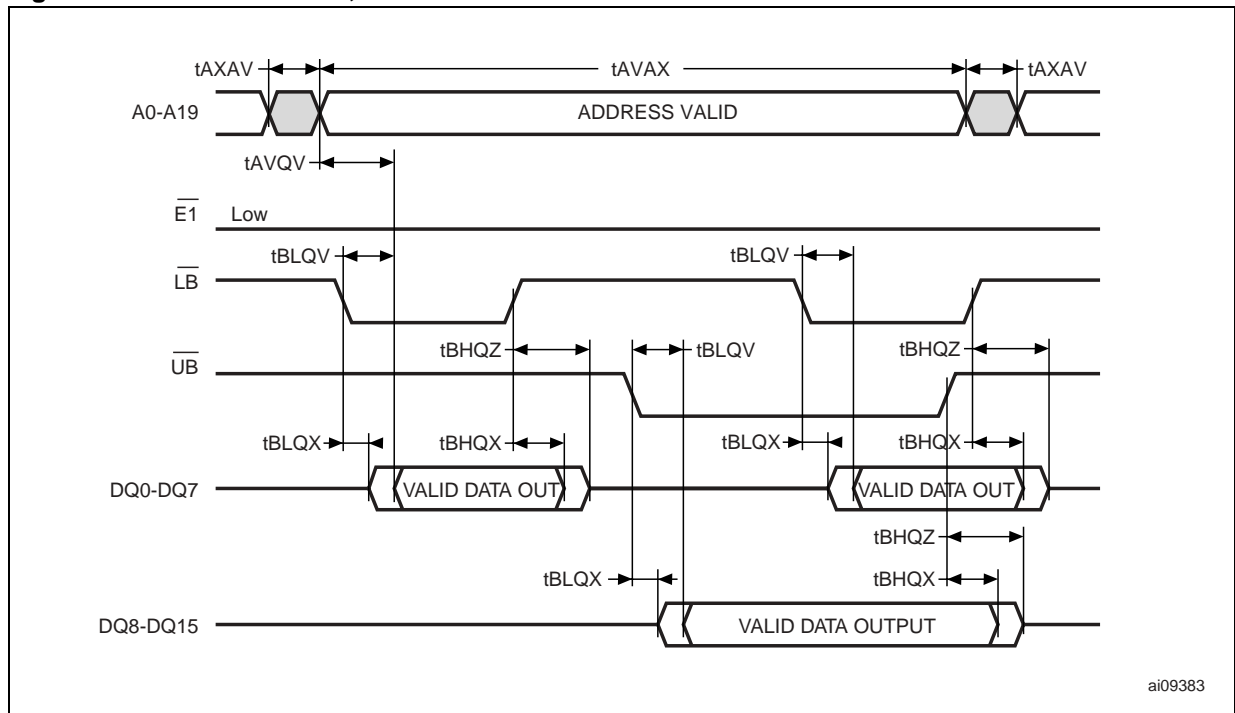 tAXAV tAVAX tAXAV
A0-A19 ADDRESS VALID
tAVQV
E1 Low
tBLQV tBLQV
LB
tBHQZ tBLQV tBHQZ
UB
tBLQX tBHQX tBLQX tBHQX
DQ0-DQ7 VALID DATA OUT VALID DATA OUT
tBHQZ
tBLQX tBHQX
DQ8-DQ15 VALID DATA OUTPUT
ai09383